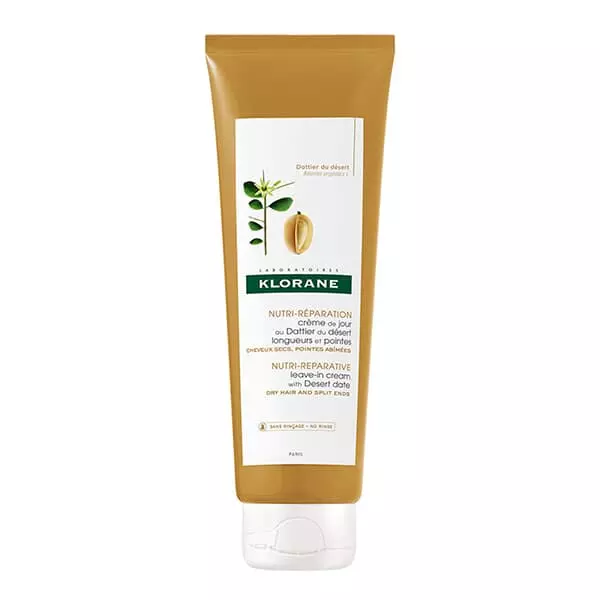 Dattier du désert
LABORATOIRES
KLORANE
NUTRI-RÉPARATION
crème de jour
au Dattier du désert
longueurs et pointes
CHEVEUX SECS, POINTES ABÎMÉES
NUTRI-REPARATIVE
leave-in cream
with Desert date
DRY HAIR AND SPLIT ENDS
SANS RINÇAGE - NO RINSE
PARIS